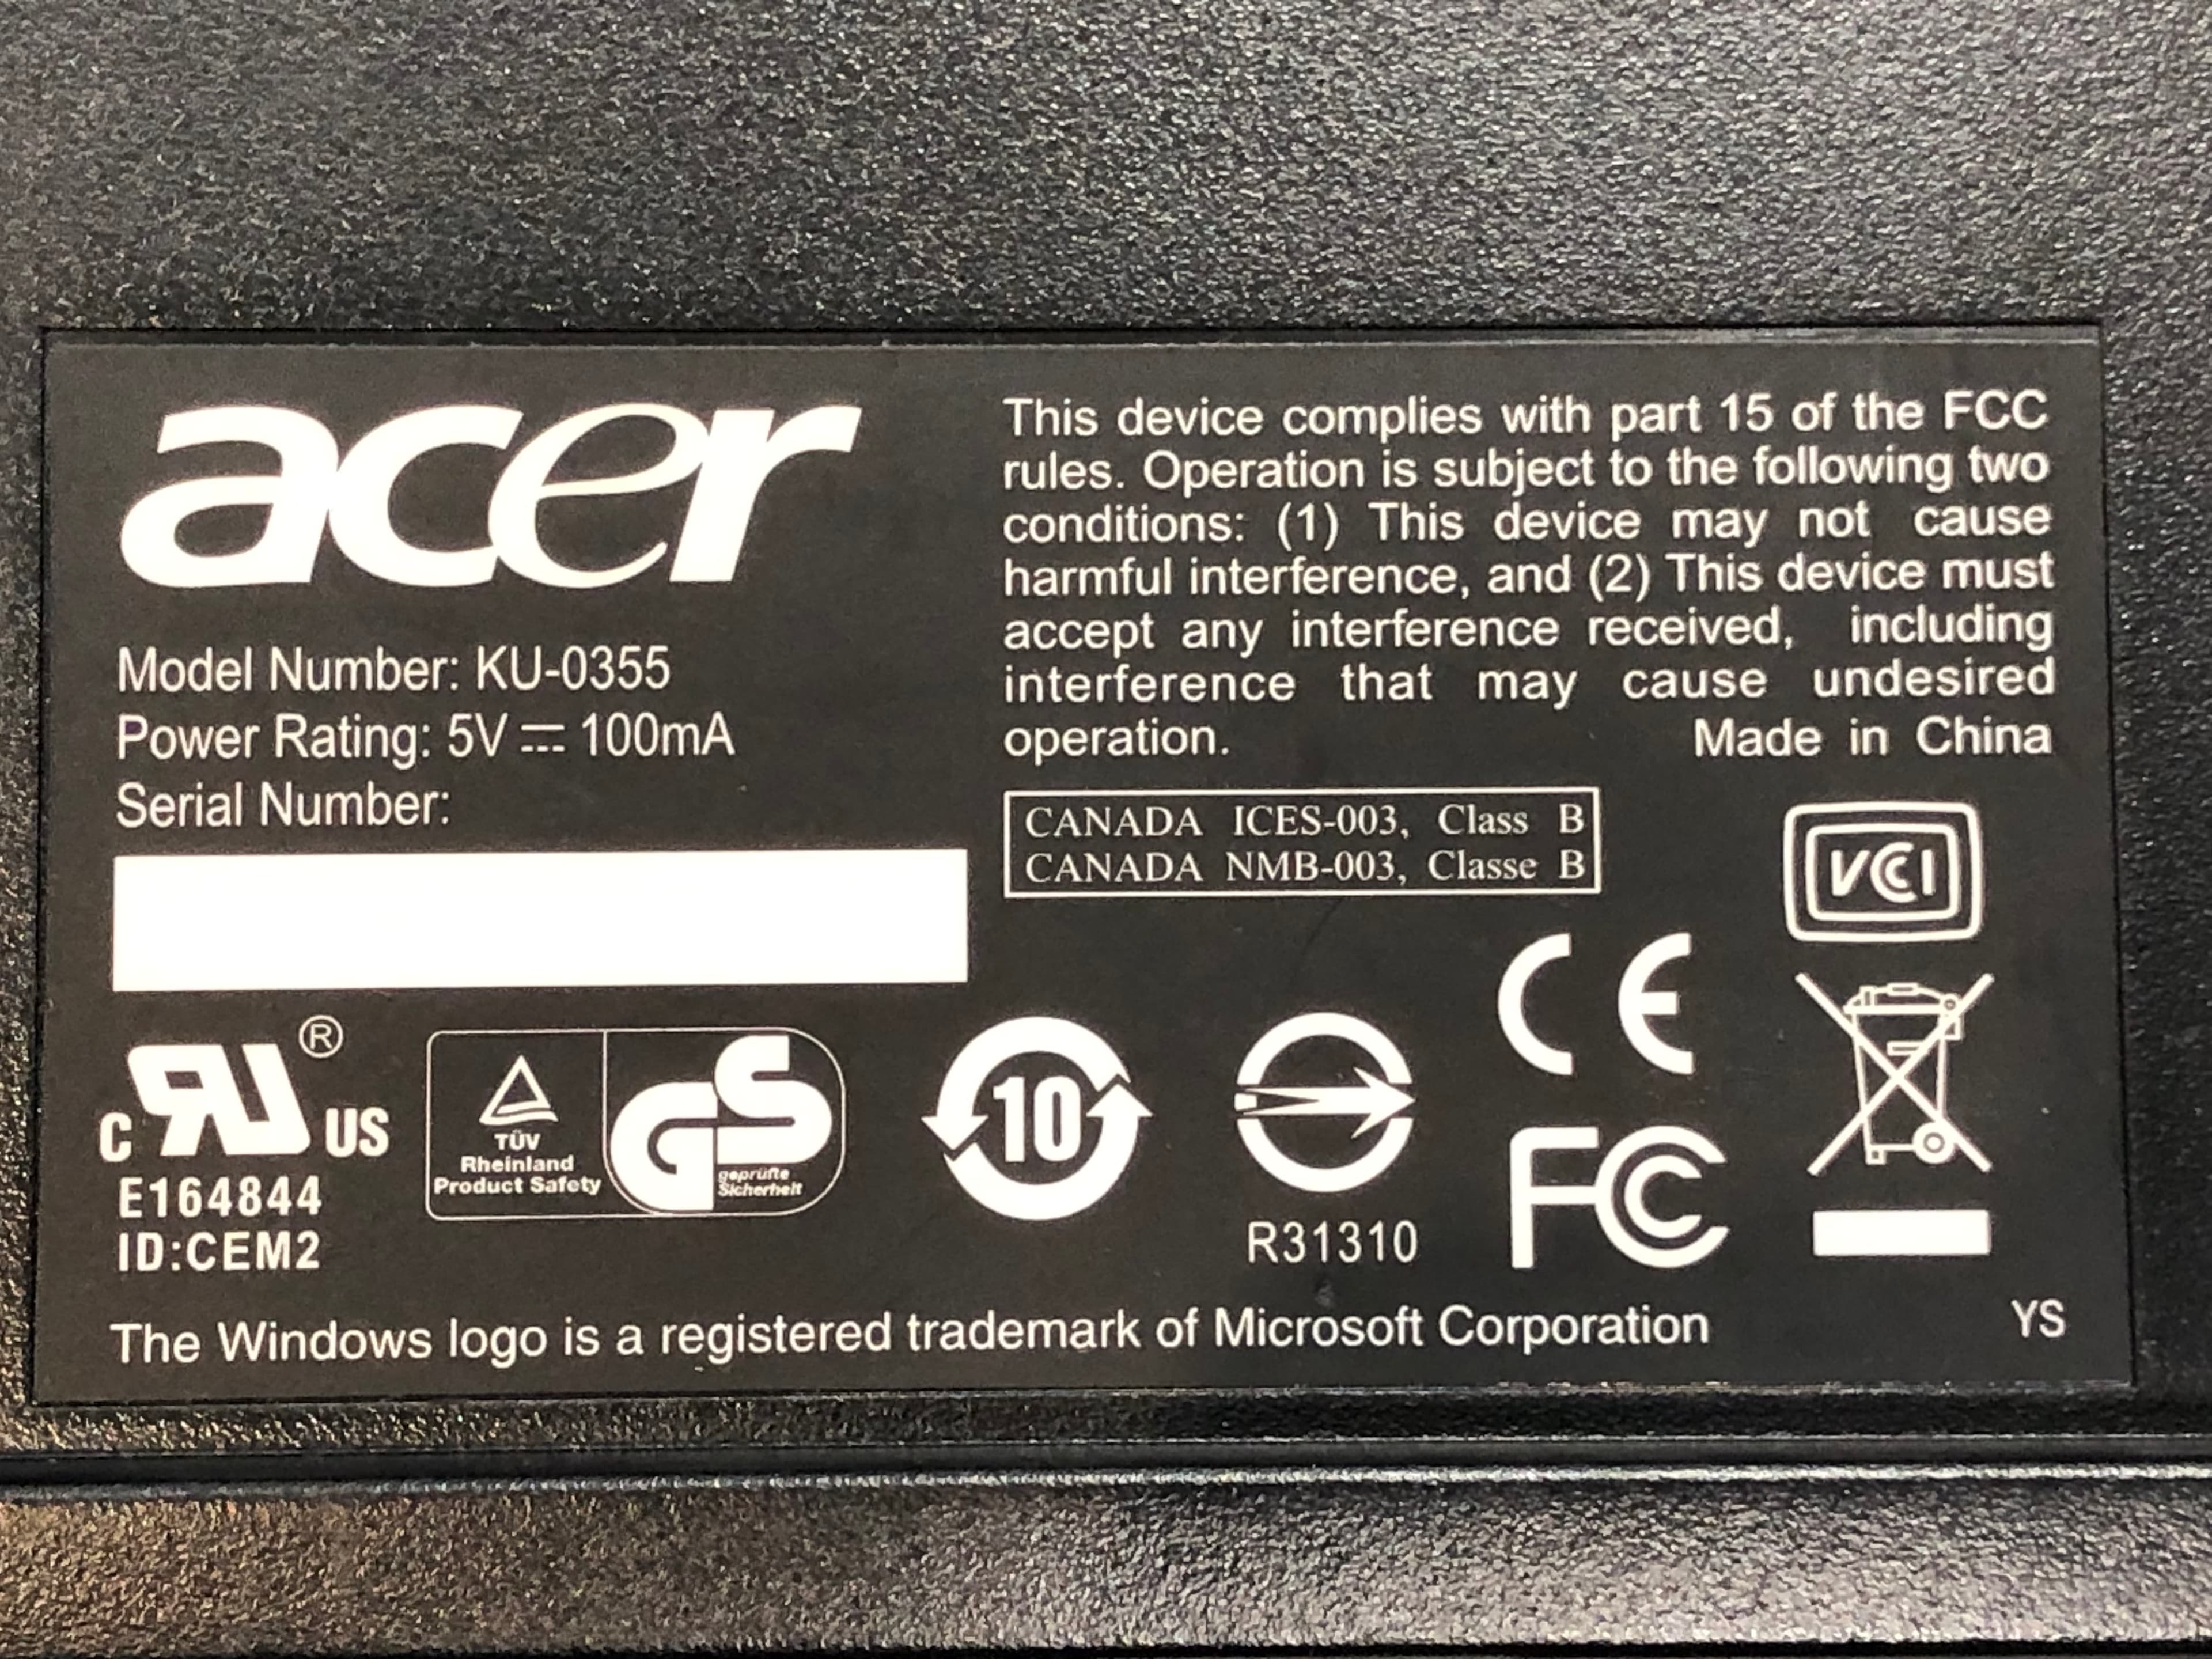 acer
Model Number: KU-0355
Power Rating: 5V ⎓ 100mA
Serial Number:
This device complies with part 15 of the FCC
rules. Operation is subject to the following two
conditions: (1) This device may not cause
harmful interference, and (2) This device must
accept any interference received, including
interference that may cause undesired
operation. Made in China
CANADA ICES-003, Class B
CANADA NMB-003, Classe B
VCCI
C RU US ®
E164844
ID:CEM2
TÜV
Rheinland
Product Safety
GS
geprüfte
Sicherheit
10
R31310
CE
FCC
The Windows logo is a registered trademark of Microsoft Corporation
YS